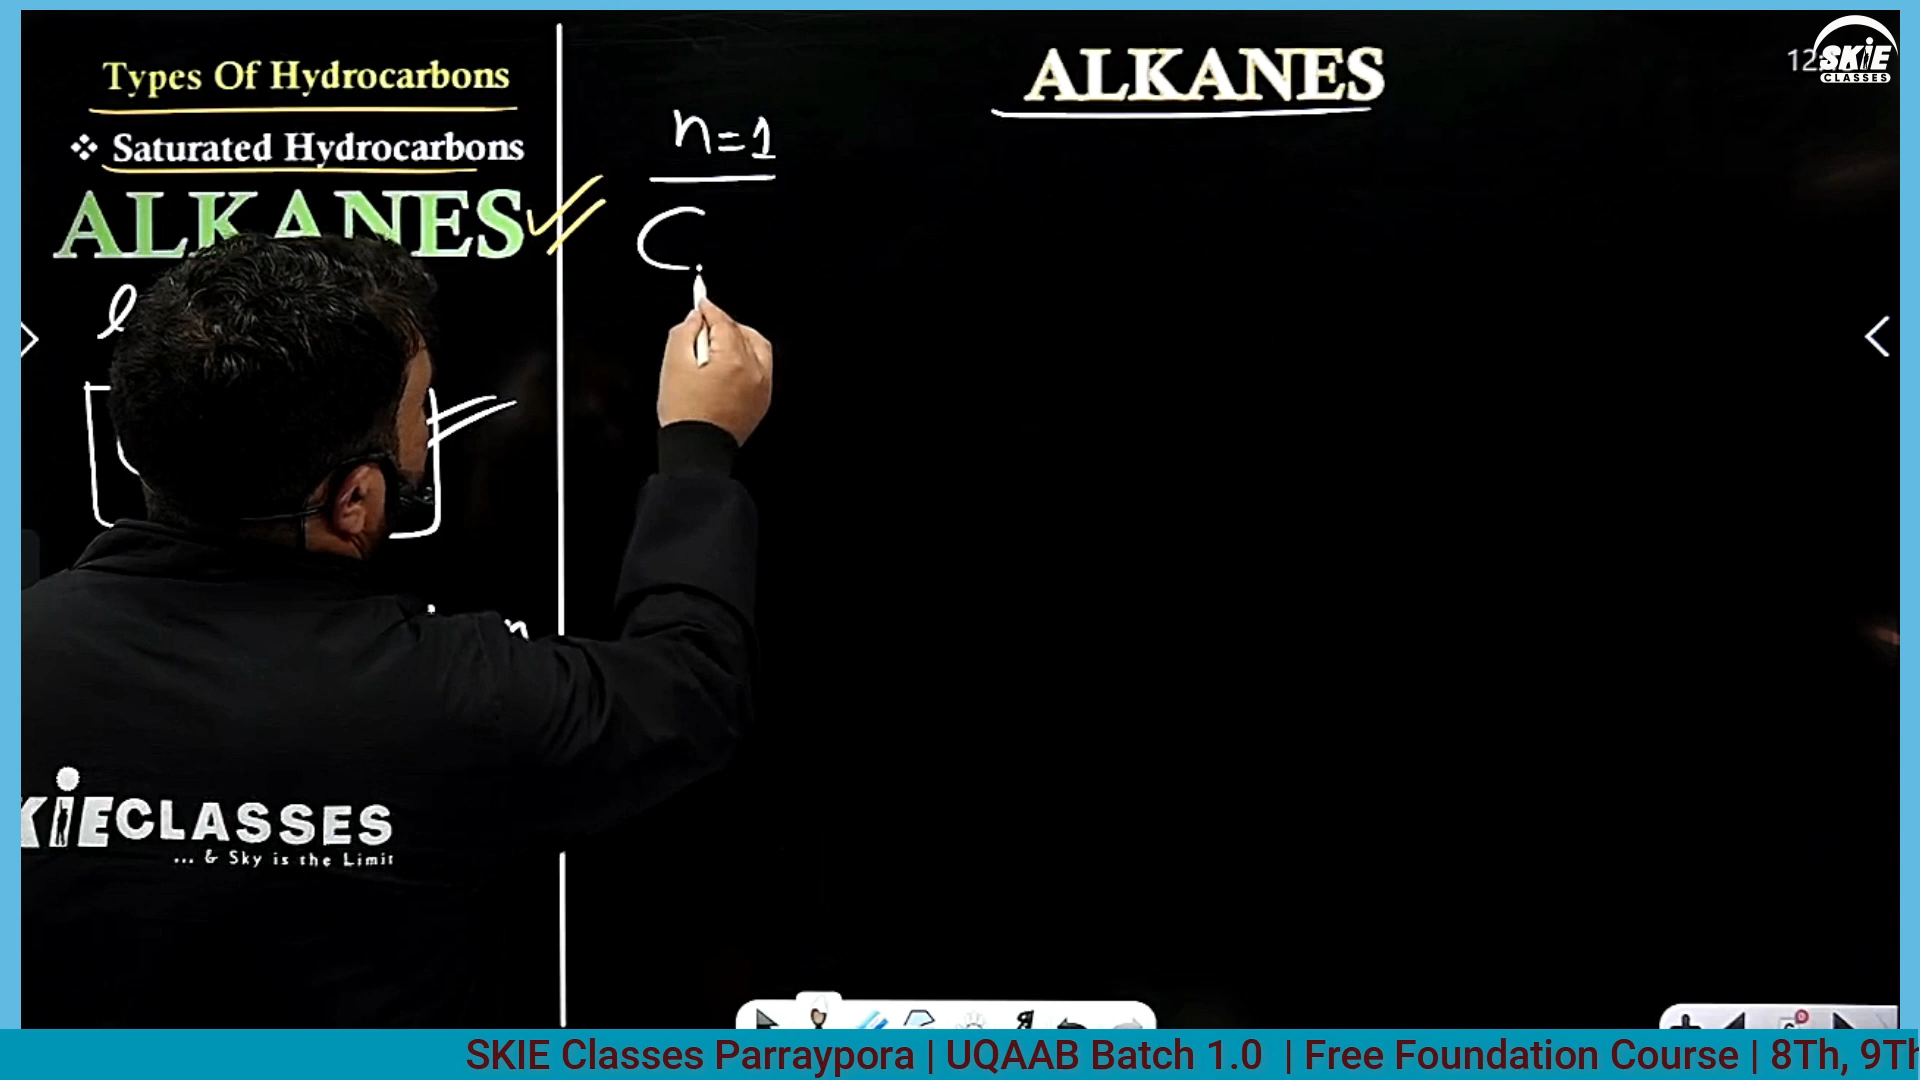 Types Of Hydrocarbons
❖ Saturated Hydrocarbons
ALKANES
ALKANES
n=1
C
SKiE
CLASSES
KiECLASSES
... & Sky is the Limit
SKIE Classes Parraypora | UQAAB Batch 1.0 | Free Foundation Course | 8Th, 9Th